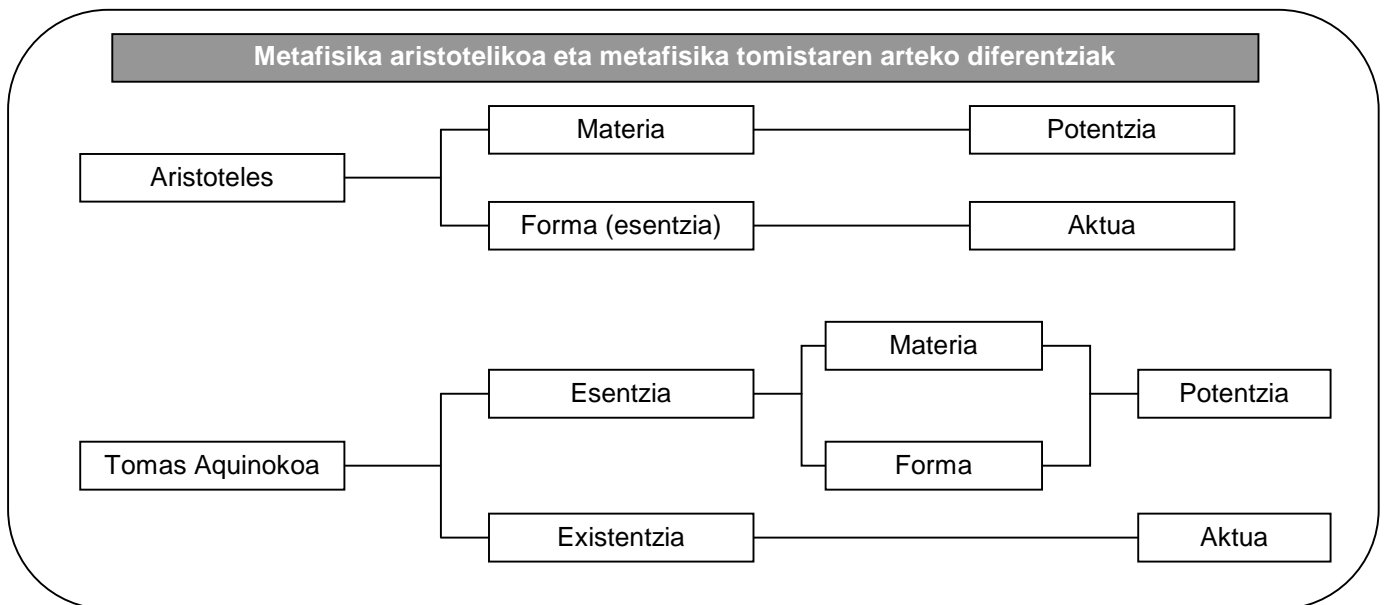 Metafisika aristotelikoa eta metafisika tomistaren arteko diferentziak
Aristoteles
Materia
Potentzia
Forma (esentzia)
Aktua
Tomas Aquinokoa
Esentzia
Materia
Forma
Potentzia
Existentzia
Aktua